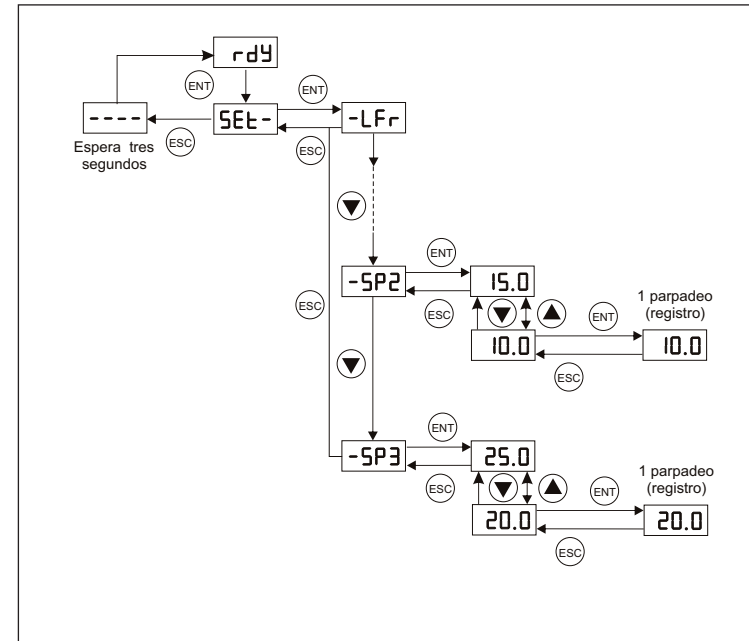 rdY
ENT
ENT
----
SEt-
-LFr
ESC
ESC
Espera tres
segundos
ENT
-SP2
15.0
ESC
ESC
1 parpadeo
(registro)
ENT
10.0
10.0
ESC
ENT
-SP3
25.0
ESC
1 parpadeo
(registro)
ENT
20.0
20.0
ESC